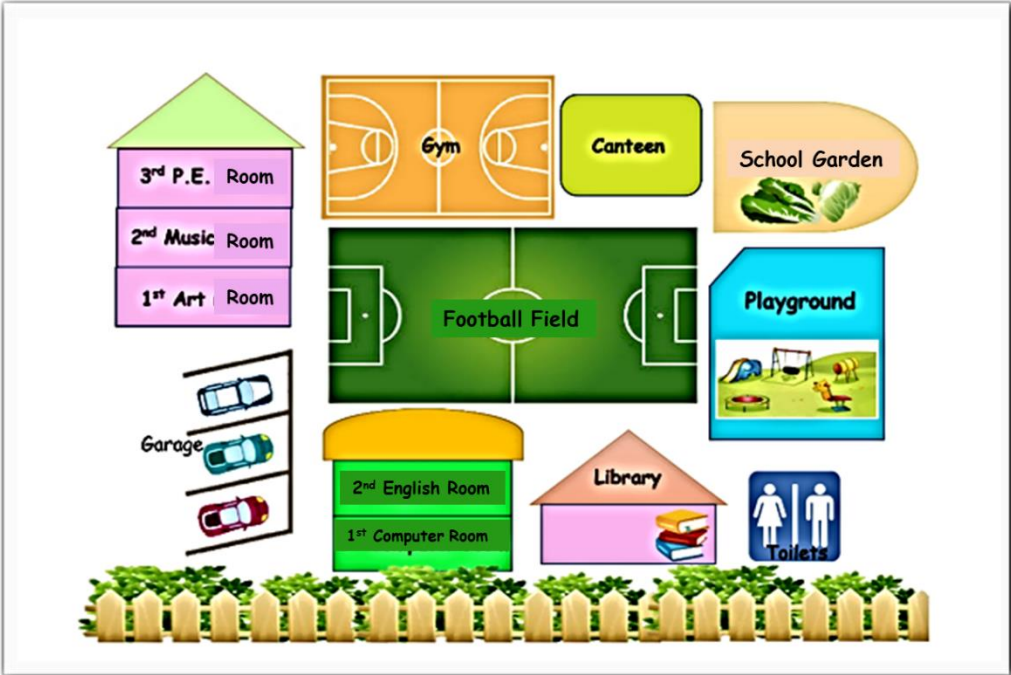 3rd P.E. Room
2nd Music Room
1st Art Room
Gym
Canteen
School Garden
Football Field
Playground
Garage
2nd English Room
1st Computer Room
Library
Toilets